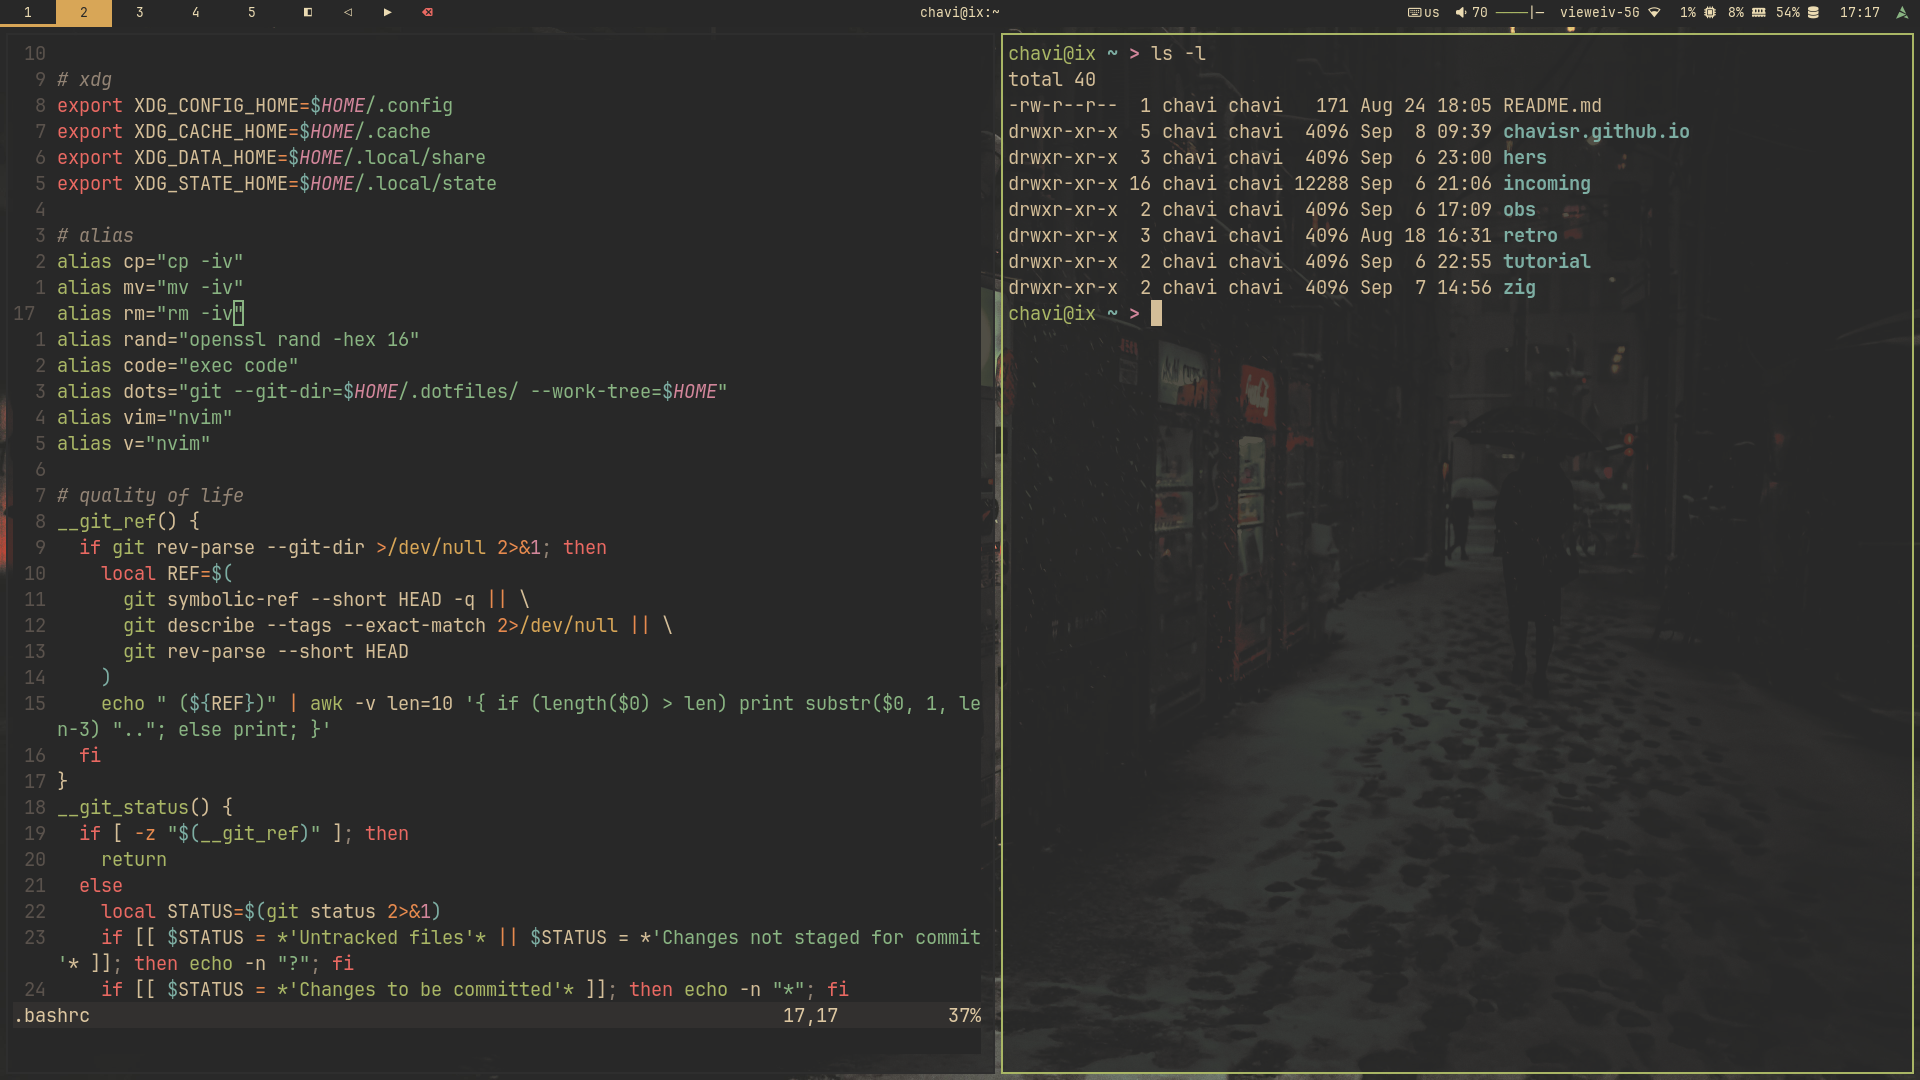 1 2 3 4 5 chavi@ix:~ us 70 vieweiv-5G 1% 8% 54% 17:17
10
9 # xdg
8 export XDG_CONFIG_HOME=$HOME/.config
7 export XDG_CACHE_HOME=$HOME/.cache
6 export XDG_DATA_HOME=$HOME/.local/share
5 export XDG_STATE_HOME=$HOME/.local/state
4
3 # alias
2 alias cp="cp -iv"
1 alias mv="mv -iv"
17 alias rm="rm -iv"
1 alias rand="openssl rand -hex 16"
2 alias code="exec code"
3 alias dots="git --git-dir=$HOME/.dotfiles/ --work-tree=$HOME"
4 alias vim="nvim"
5 alias v="nvim"
6
7 # quality of life
8 __git_ref() {
9 if git rev-parse --git-dir >/dev/null 2>&1; then
10 local REF=$(
11 git symbolic-ref --short HEAD -q || \
12 git describe --tags --exact-match 2>/dev/null || \
13 git rev-parse --short HEAD
14 )
15 echo " (${REF})" | awk -v len=10 '{ if (length($0) > len) print substr($0, 1, le
n-3) ".."; else print; }'
16 fi
17 }
18 __git_status() {
19 if [ -z "$(__git_ref)" ]; then
20 return
21 else
22 local STATUS=$(git status 2>&1)
23 if [[ $STATUS = *'Untracked files'* || $STATUS = *'Changes not staged for commit
'* ]]; then echo -n "?"; fi
24 if [[ $STATUS = *'Changes to be committed'* ]]; then echo -n "*"; fi
.bashrc 17,17 37%
chavi@ix ~ > ls -l
total 40
-rw-r--r-- 1 chavi chavi 171 Aug 24 18:05 README.md
drwxr-xr-x 5 chavi chavi 4096 Sep 8 09:39 chavisr.github.io
drwxr-xr-x 3 chavi chavi 4096 Sep 6 23:00 hers
drwxr-xr-x 16 chavi chavi 12288 Sep 6 21:06 incoming
drwxr-xr-x 2 chavi chavi 4096 Sep 6 17:09 obs
drwxr-xr-x 3 chavi chavi 4096 Aug 18 16:31 retro
drwxr-xr-x 2 chavi chavi 4096 Sep 6 22:55 tutorial
drwxr-xr-x 2 chavi chavi 4096 Sep 7 14:56 zig
chavi@ix ~ >